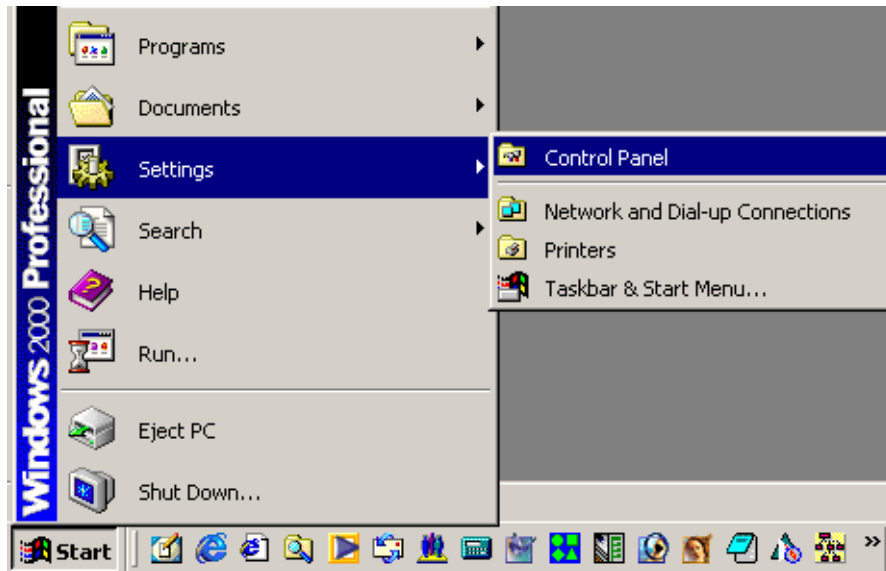 Windows 2000 Professional
Programs
Documents
Settings
Search
Help
Run...
Eject PC
Shut Down...
Control Panel
Network and Dial-up Connections
Printers
Taskbar & Start Menu...
Start
»